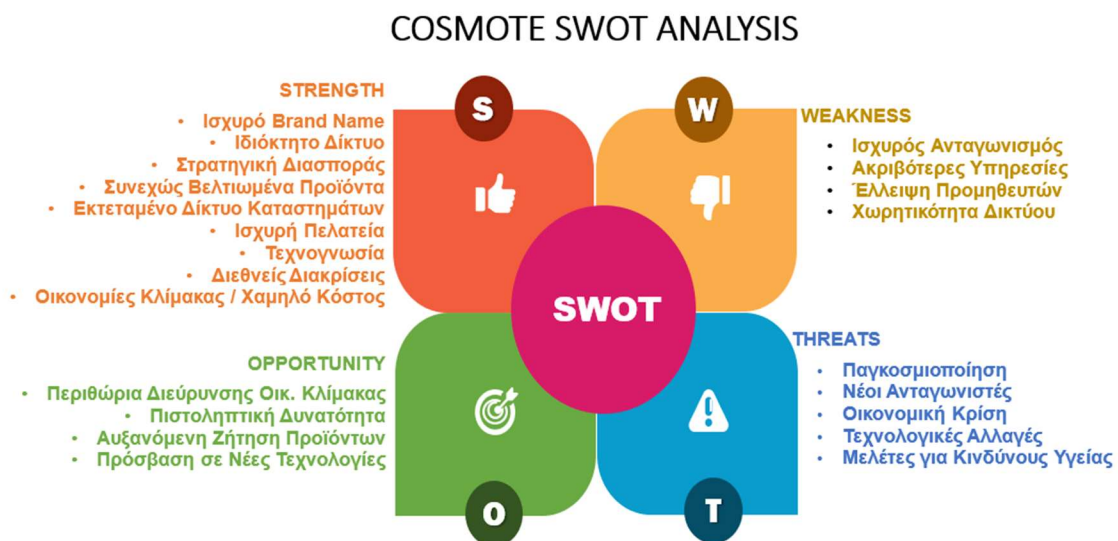 COSMOTE SWOT ANALYSIS
STRENGTH
• Ισχυρό Brand Name
• Ιδιόκτητο Δίκτυο
• Στρατηγική Διασποράς
• Συνεχώς Βελτιωμένα Προϊόντα
• Εκτεταμένο Δίκτυο Καταστημάτων
• Ισχυρή Πελατεία
• Τεχνογνωσία
• Διεθνείς Διακρίσεις
• Οικονομίες Κλίμακας / Χαμηλό Κόστος
S
W
WEAKNESS
• Ισχυρός Ανταγωνισμός
• Ακριβότερες Υπηρεσίες
• Έλλειψη Προμηθευτών
• Χωρητικότητα Δικτύου
SWOT
OPPORTUNITY
• Περιθώρια Διεύρυνσης Οικ. Κλίμακας
• Πιστοληπτική Δυνατότητα
• Αυξανόμενη Ζήτηση Προϊόντων
• Πρόσβαση σε Νέες Τεχνολογίες
O
T
THREATS
• Παγκοσμιοποίηση
• Νέοι Ανταγωνιστές
• Οικονομική Κρίση
• Τεχνολογικές Αλλαγές
• Μελέτες για Κινδύνους Υγείας